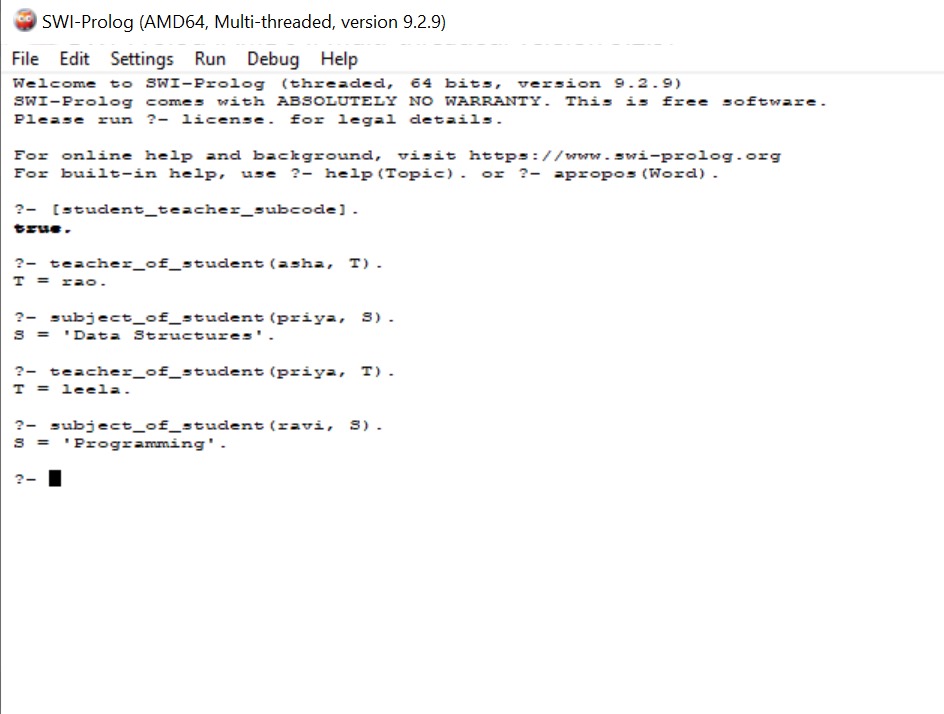 SWI-Prolog (AMD64, Multi-threaded, version 9.2.9)
File Edit Settings Run Debug Help
Welcome to SWI-Prolog (threaded, 64 bits, version 9.2.9)
SWI-Prolog comes with ABSOLUTELY NO WARRANTY. This is free software.
Please run ?- license. for legal details.
For online help and background, visit https://www.swi-prolog.org
For built-in help, use ?- help(Topic). or ?- apropos(Word).
?- [student_teacher_subcode].
true.
?- teacher_of_student(asha, T).
T = rao.
?- subject_of_student(priya, S).
S = 'Data Structures'.
?- teacher_of_student(priya, T).
T = leela.
?- subject_of_student(ravi, S).
S = 'Programming'.
?-